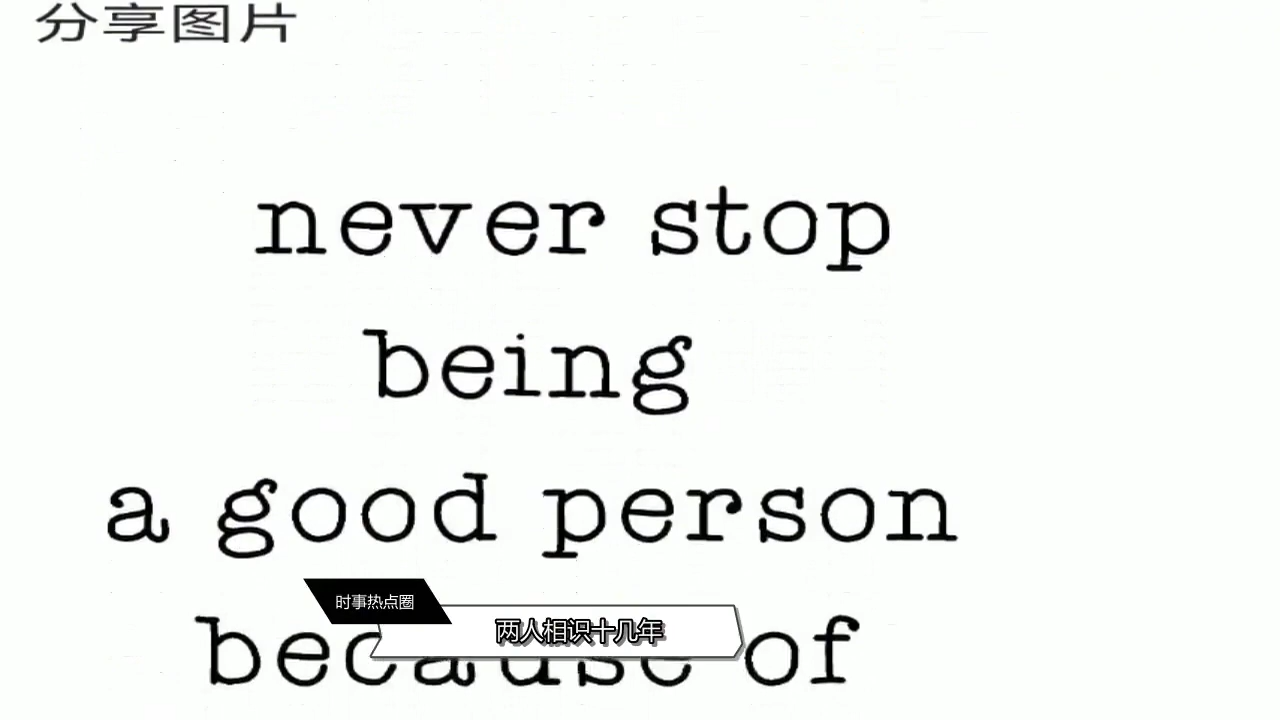 分享图片
never stop
being
a good person
时事热点圈
两人相识十几年
because of